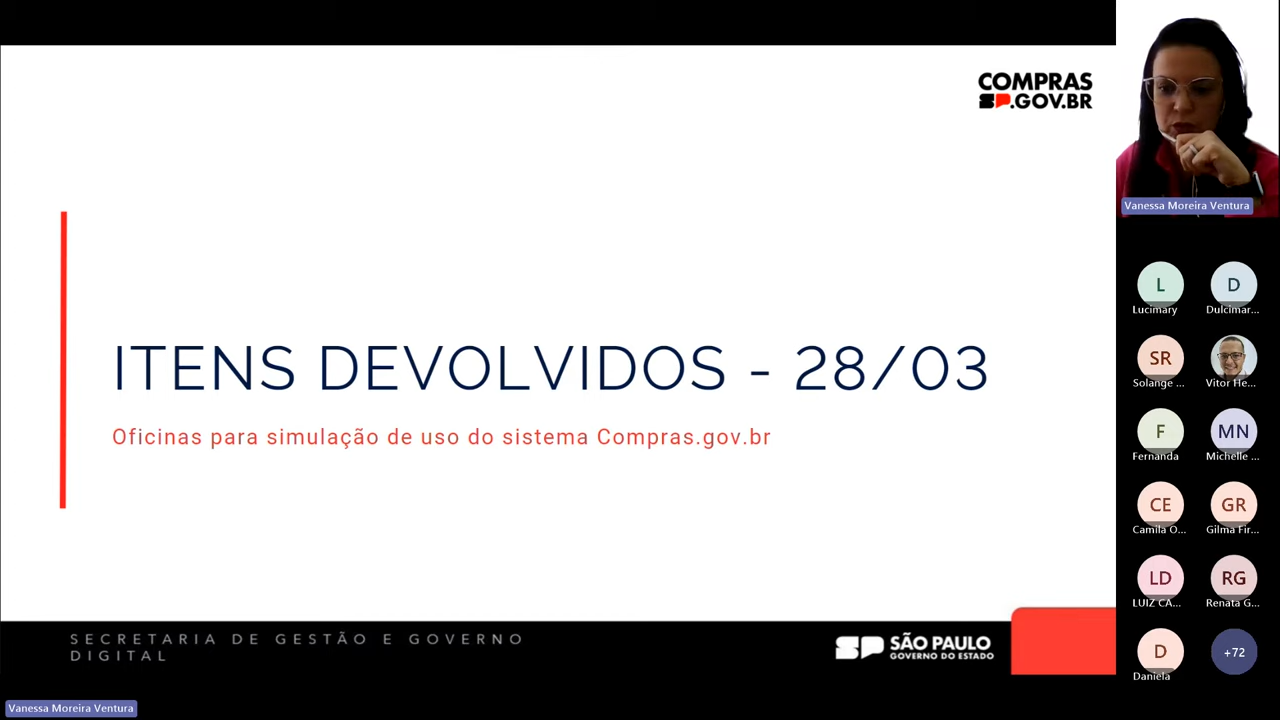 COMPRAS
SP.GOV.BR
ITENS DEVOLVIDOS - 28/03
Oficinas para simulação de uso do sistema Compras.gov.br
SECRETARIA DE GESTÃO E GOVERNO
DIGITAL
SP SÃO PAULO
GOVERNO DO ESTADO
Vanessa Moreira Ventura
Vanessa Moreira Ventura
L D
Lucimary Dulcimar...
SR
Solange ... Vitor He...
F MN
Fernanda Michelle ...
CE GR
Camila O... Gilma Fir...
LD RG
LUIZ CA... Renata G...
D +72
Daniela